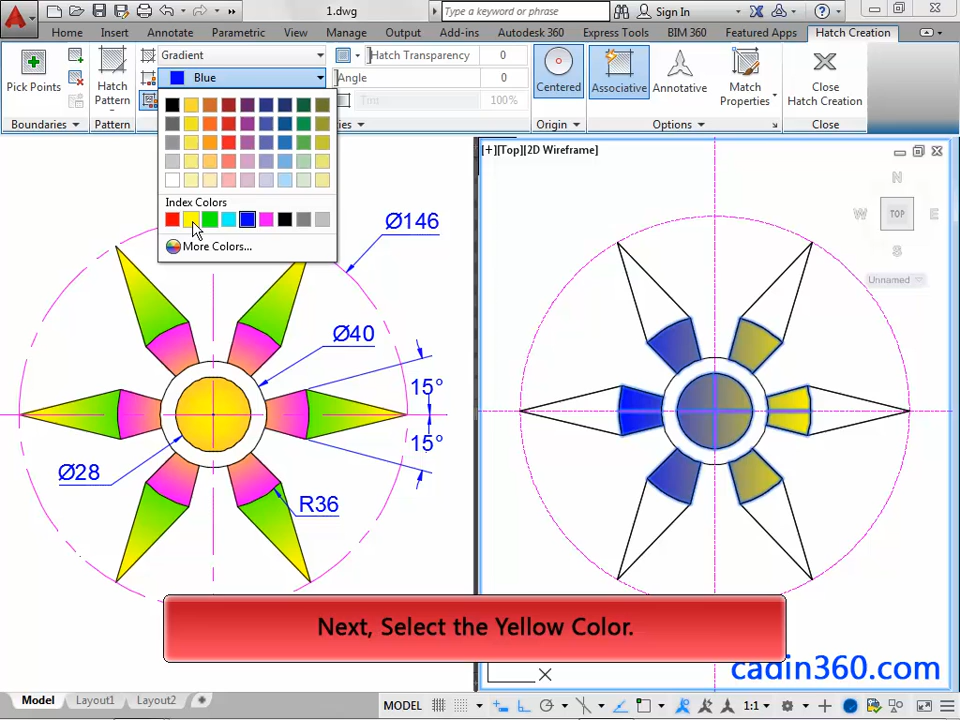 1.dwg
Type a keyword or phrase
Sign In
Home Insert Annotate Parametric View Manage Output Add-ins Autodesk 360 Express Tools BIM 360 Featured Apps Hatch Creation
Pick Points
Boundaries
Hatch
Pattern
Pattern
Gradient
Blue
Hatch Transparency 0
Angle 0
Tint 100%
Centered
Origin
Associative
Annotative
Match
Properties
Options
Close
Hatch Creation
Close
Index Colors
More Colors...
[+][Top][2D Wireframe]
N
W TOP E
S
Unnamed
Ø146
Ø40
15°
15°
Ø28
R36
Next, Select the Yellow Color.
cadin360.com
Model Layout1 Layout2
MODEL
1:1